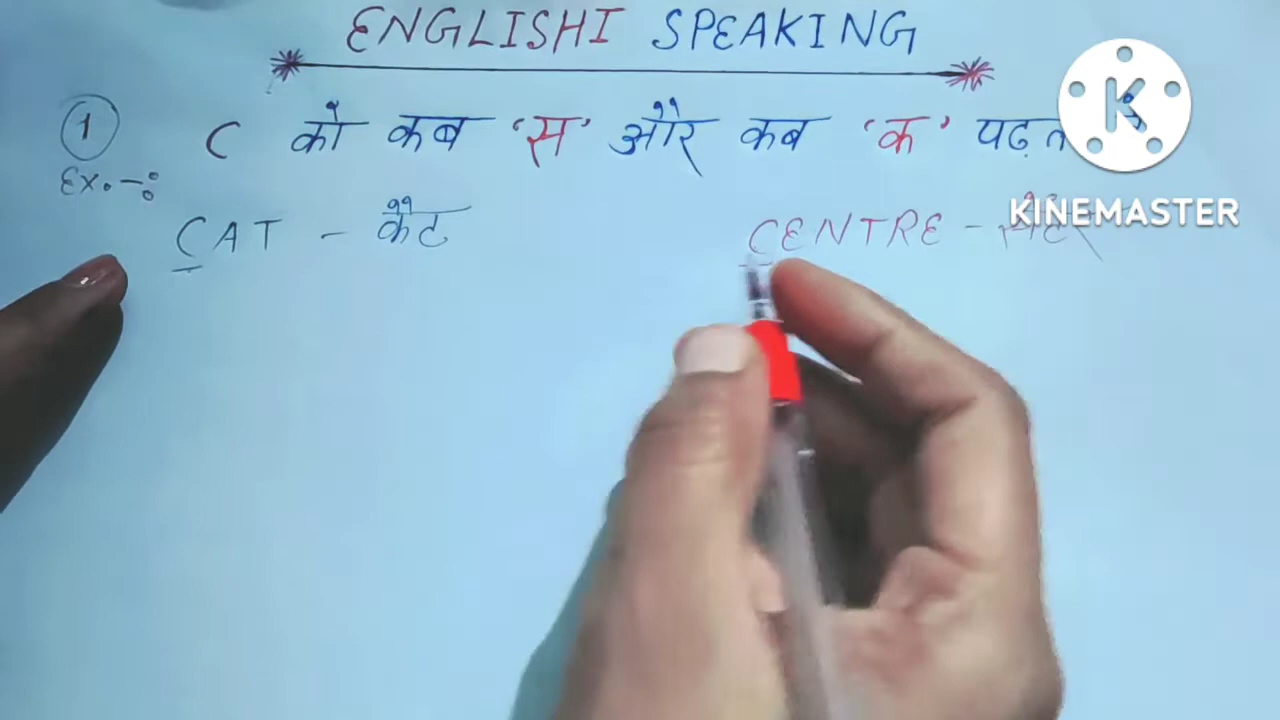 ENGLISHI SPEAKING
1 C को कब 'स' और कब 'क' पढ़ते
Ex. -:
CAT - कैट CENTRE -
K
KINEMASTER